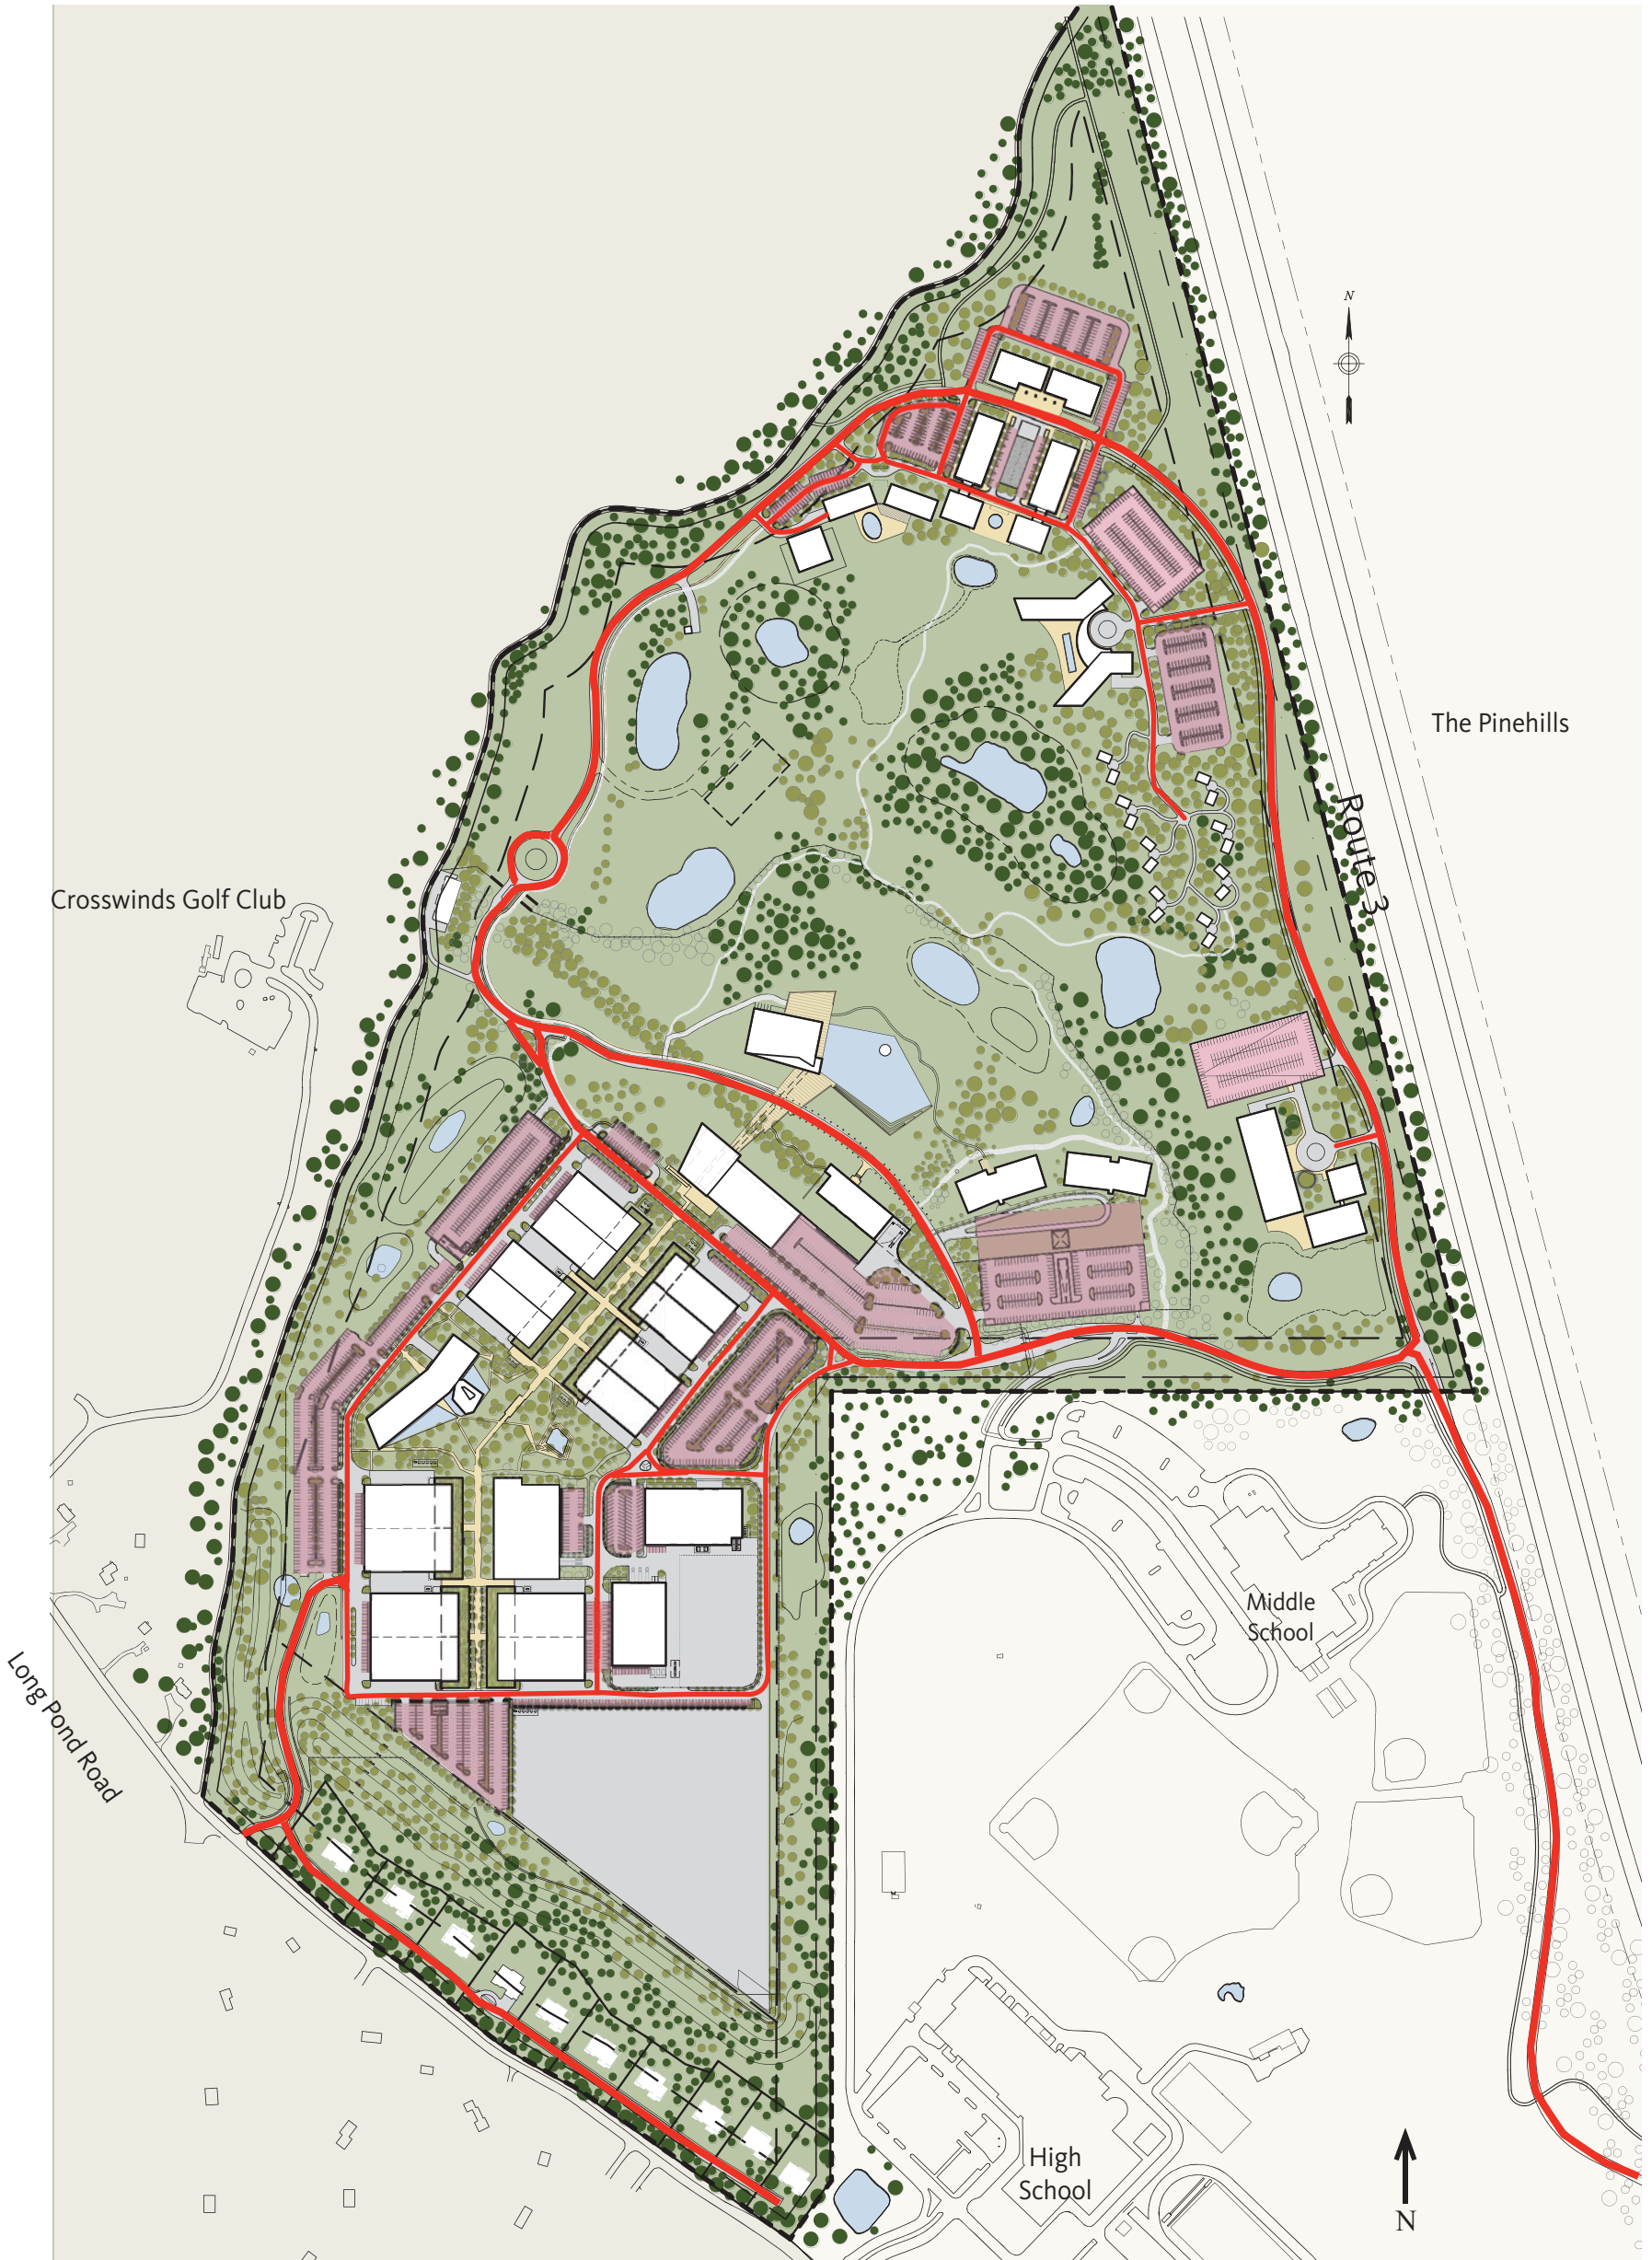 N
The Pinehills
Route 3
Crosswinds Golf Club
Middle
School
Long Pond Road
High
School
N